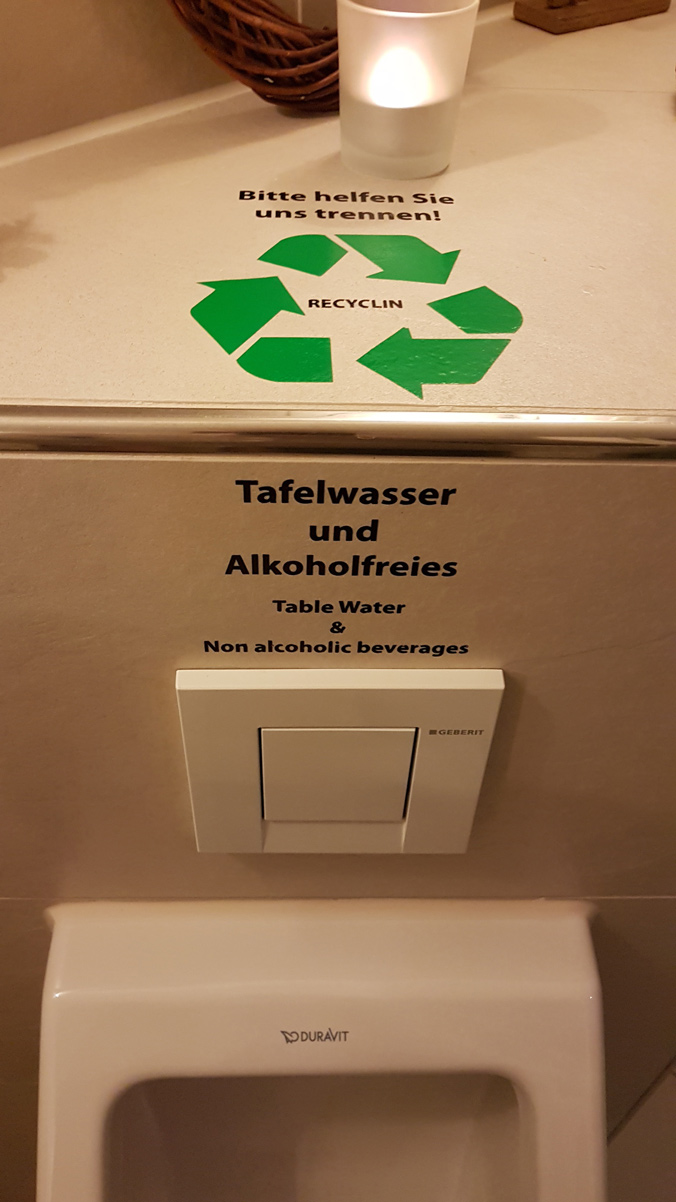 Bitte helfen Sie
uns trennen!
RECYCLIN
Tafelwasser
und
Alkoholfreies
Table Water
&
Non alcoholic beverages
GEBERIT
DURAVIT